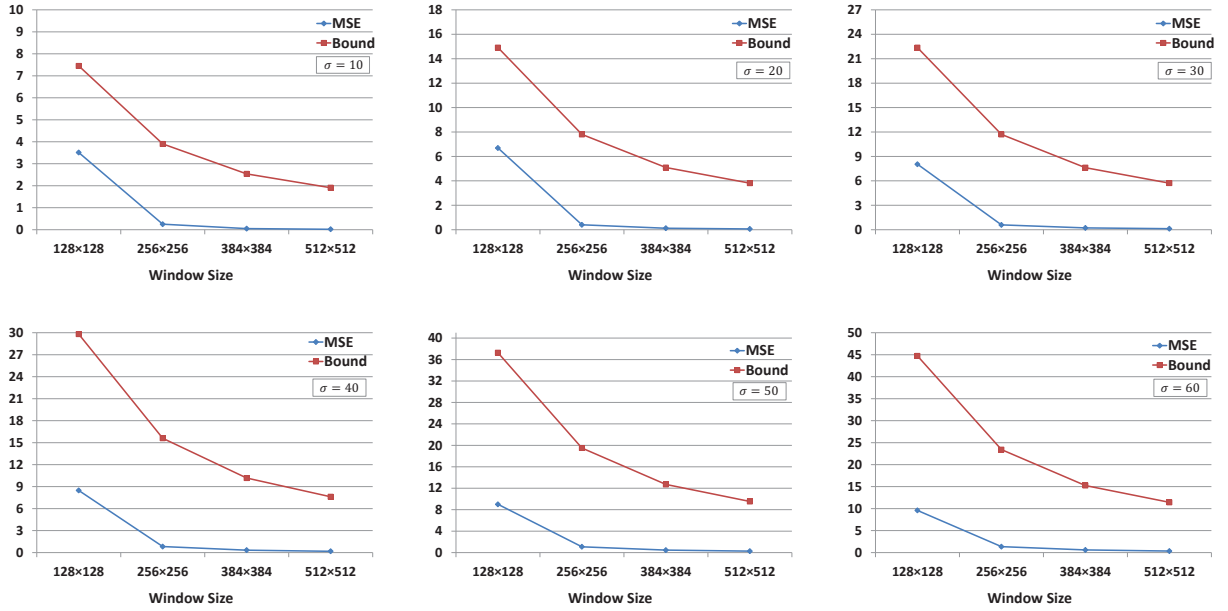 10
9
8
7
6
5
4
3
2
1
0
MSE
Bound
σ = 10
128×128 256×256 384×384 512×512
Window Size
18
16
14
12
10
8
6
4
2
0
MSE
Bound
σ = 20
128×128 256×256 384×384 512×512
Window Size
27
24
21
18
15
12
9
6
3
0
MSE
Bound
σ = 30
128×128 256×256 384×384 512×512
Window Size
30
27
24
21
18
15
12
9
6
3
0
MSE
Bound
σ = 40
128×128 256×256 384×384 512×512
Window Size
40
36
32
28
24
20
16
12
8
4
0
MSE
Bound
σ = 50
128×128 256×256 384×384 512×512
Window Size
50
45
40
35
30
25
20
15
10
5
0
MSE
Bound
σ = 60
128×128 256×256 384×384 512×512
Window Size